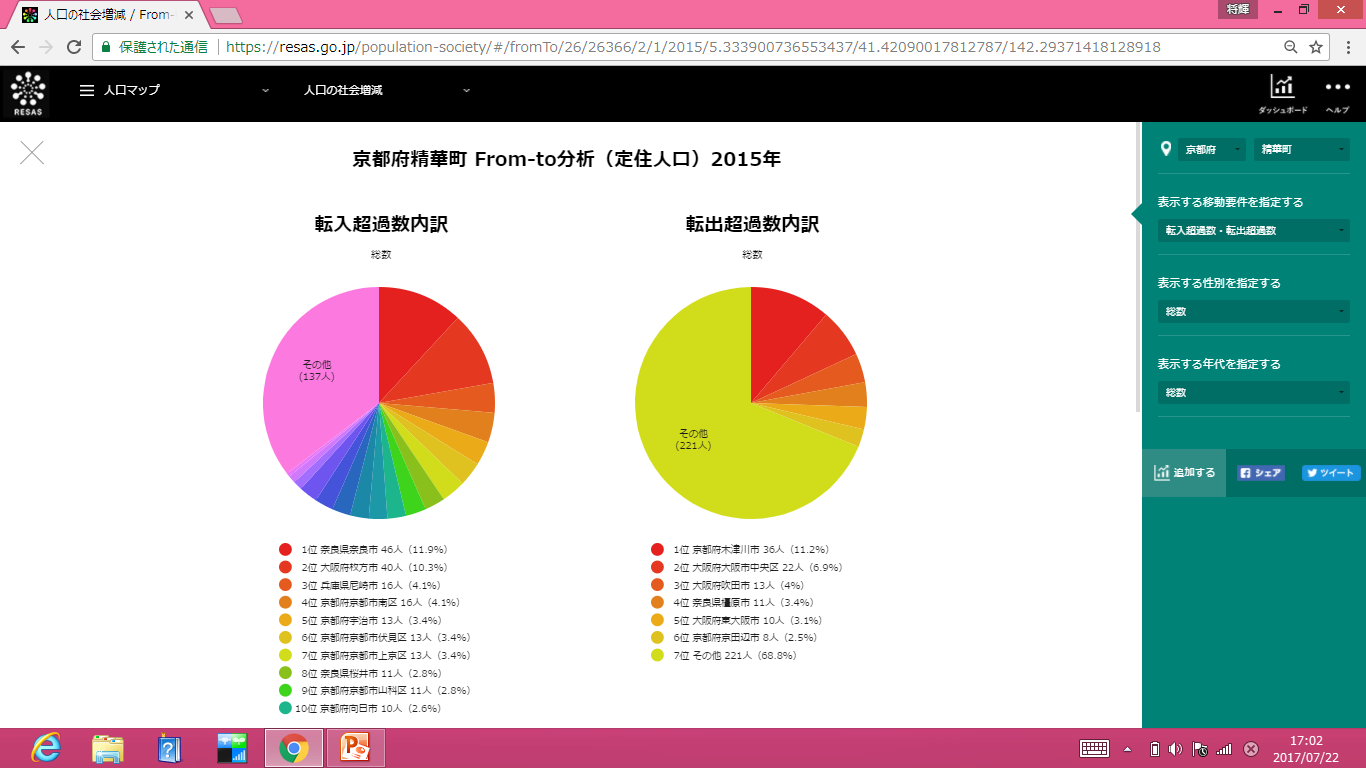 人口の社会増減 / From-
将輝
保護された通信
https://resas.go.jp/population-society/#/fromTo/26/26366/2/1/2015/5.333900736553437/41.42090017812787/142.29371418128918
RESAS
人口マップ
人口の社会増減
ダッシュボード
ヘルプ
京都府精華町 From-to分析（定住人口）2015年
転入超過数内訳
総数
その他
(137人)
1位 奈良県奈良市 46人（11.9%）
2位 大阪府枚方市 40人（10.3%）
3位 兵庫県尼崎市 16人（4.1%）
4位 京都府京都市南区 16人（4.1%）
5位 京都府宇治市 13人（3.4%）
6位 京都府京都市伏見区 13人（3.4%）
7位 京都府京都市上京区 13人（3.4%）
8位 奈良県桜井市 11人（2.8%）
9位 京都府京都市山科区 11人（2.8%）
10位 京都府向日市 10人（2.6%）
転出超過数内訳
総数
その他
(221人)
1位 京都府木津川市 36人（11.2%）
2位 大阪府大阪市中央区 22人（6.9%）
3位 大阪府吹田市 13人（4%）
4位 奈良県橿原市 11人（3.4%）
5位 大阪府東大阪市 10人（3.1%）
6位 京都府京田辺市 8人（2.5%）
7位 その他 221人（68.8%）
京都府
精華町
表示する移動要件を指定する
転入超過数・転出超過数
表示する性別を指定する
総数
表示する年代を指定する
総数
追加する
シェア
ツイート
17:02
2017/07/22